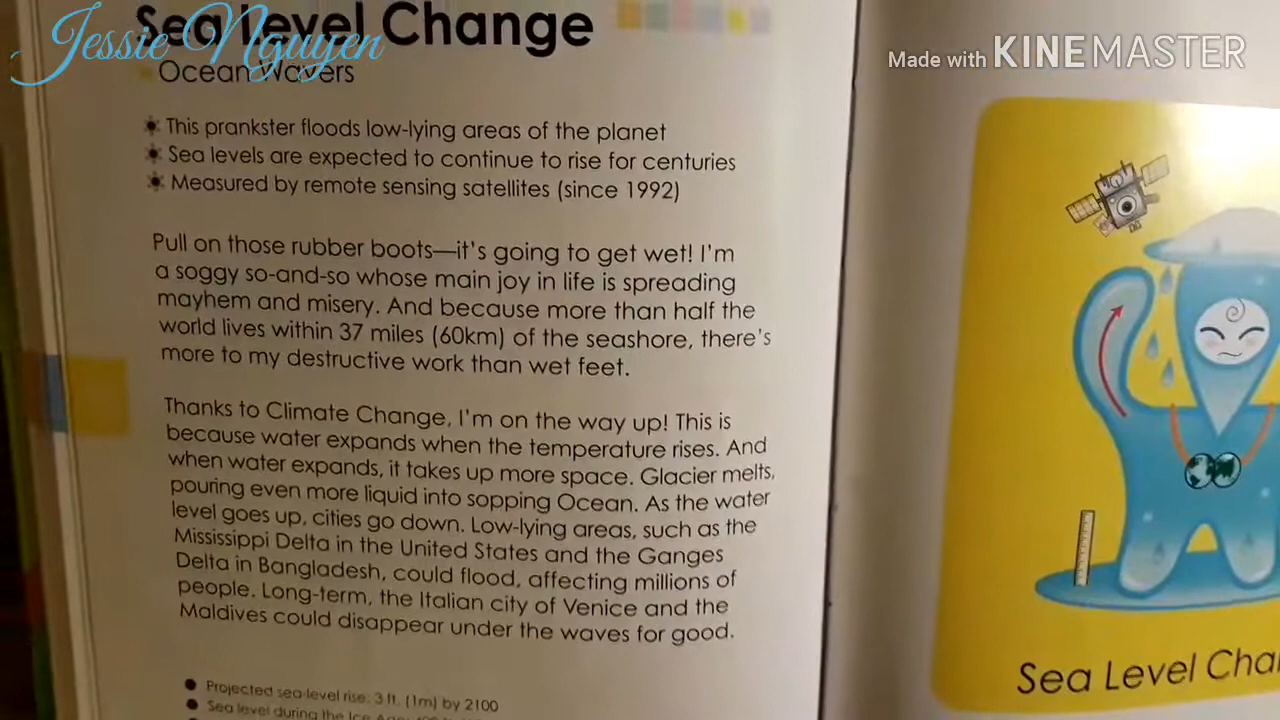 Sea Level Change
Jessie Nguyen
Ocean Wavers
Made with KINEMASTER
This prankster floods low-lying areas of the planet
Sea levels are expected to continue to rise for centuries
Measured by remote sensing satellites (since 1992)
Pull on those rubber boots—it's going to get wet! I'm
a soggy so-and-so whose main joy in life is spreading
mayhem and misery. And because more than half the
world lives within 37 miles (60km) of the seashore, there's
more to my destructive work than wet feet.
Thanks to Climate Change, I'm on the way up! This is
because water expands when the temperature rises. And
when water expands, it takes up more space. Glacier melts,
pouring even more liquid into sopping Ocean. As the water
level goes up, cities go down. Low-lying areas, such as the
Mississippi Delta in the United States and the Ganges
Delta in Bangladesh, could flood, affecting millions of
people. Long-term, the Italian city of Venice and the
Maldives could disappear under the waves for good.
Projected sea-level rise: 3 ft. (1m) by 2100
Sea level during the Ice
Sea Level